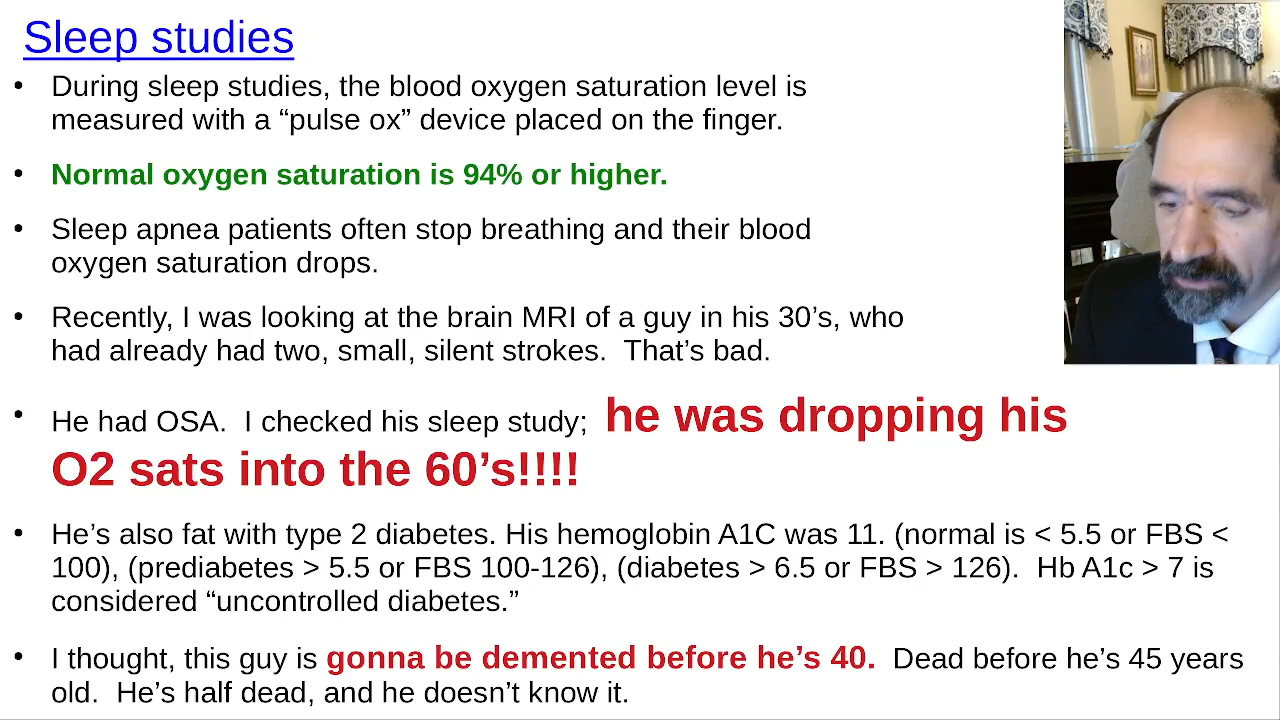 Sleep studies
• During sleep studies, the blood oxygen saturation level is
measured with a “pulse ox” device placed on the finger.
• Normal oxygen saturation is 94% or higher.
• Sleep apnea patients often stop breathing and their blood
oxygen saturation drops.
• Recently, I was looking at the brain MRI of a guy in his 30’s, who
had already had two, small, silent strokes.  That’s bad.
• He had OSA.  I checked his sleep study;  he was dropping his
O2 sats into the 60’s!!!!
• He’s also fat with type 2 diabetes. His hemoglobin A1C was 11. (normal is < 5.5 or FBS <
100), (prediabetes > 5.5 or FBS 100-126), (diabetes > 6.5 or FBS > 126).  Hb A1c > 7 is
considered “uncontrolled diabetes.”
• I thought, this guy is gonna be demented before he’s 40.  Dead before he’s 45 years
old.  He’s half dead, and he doesn’t know it.